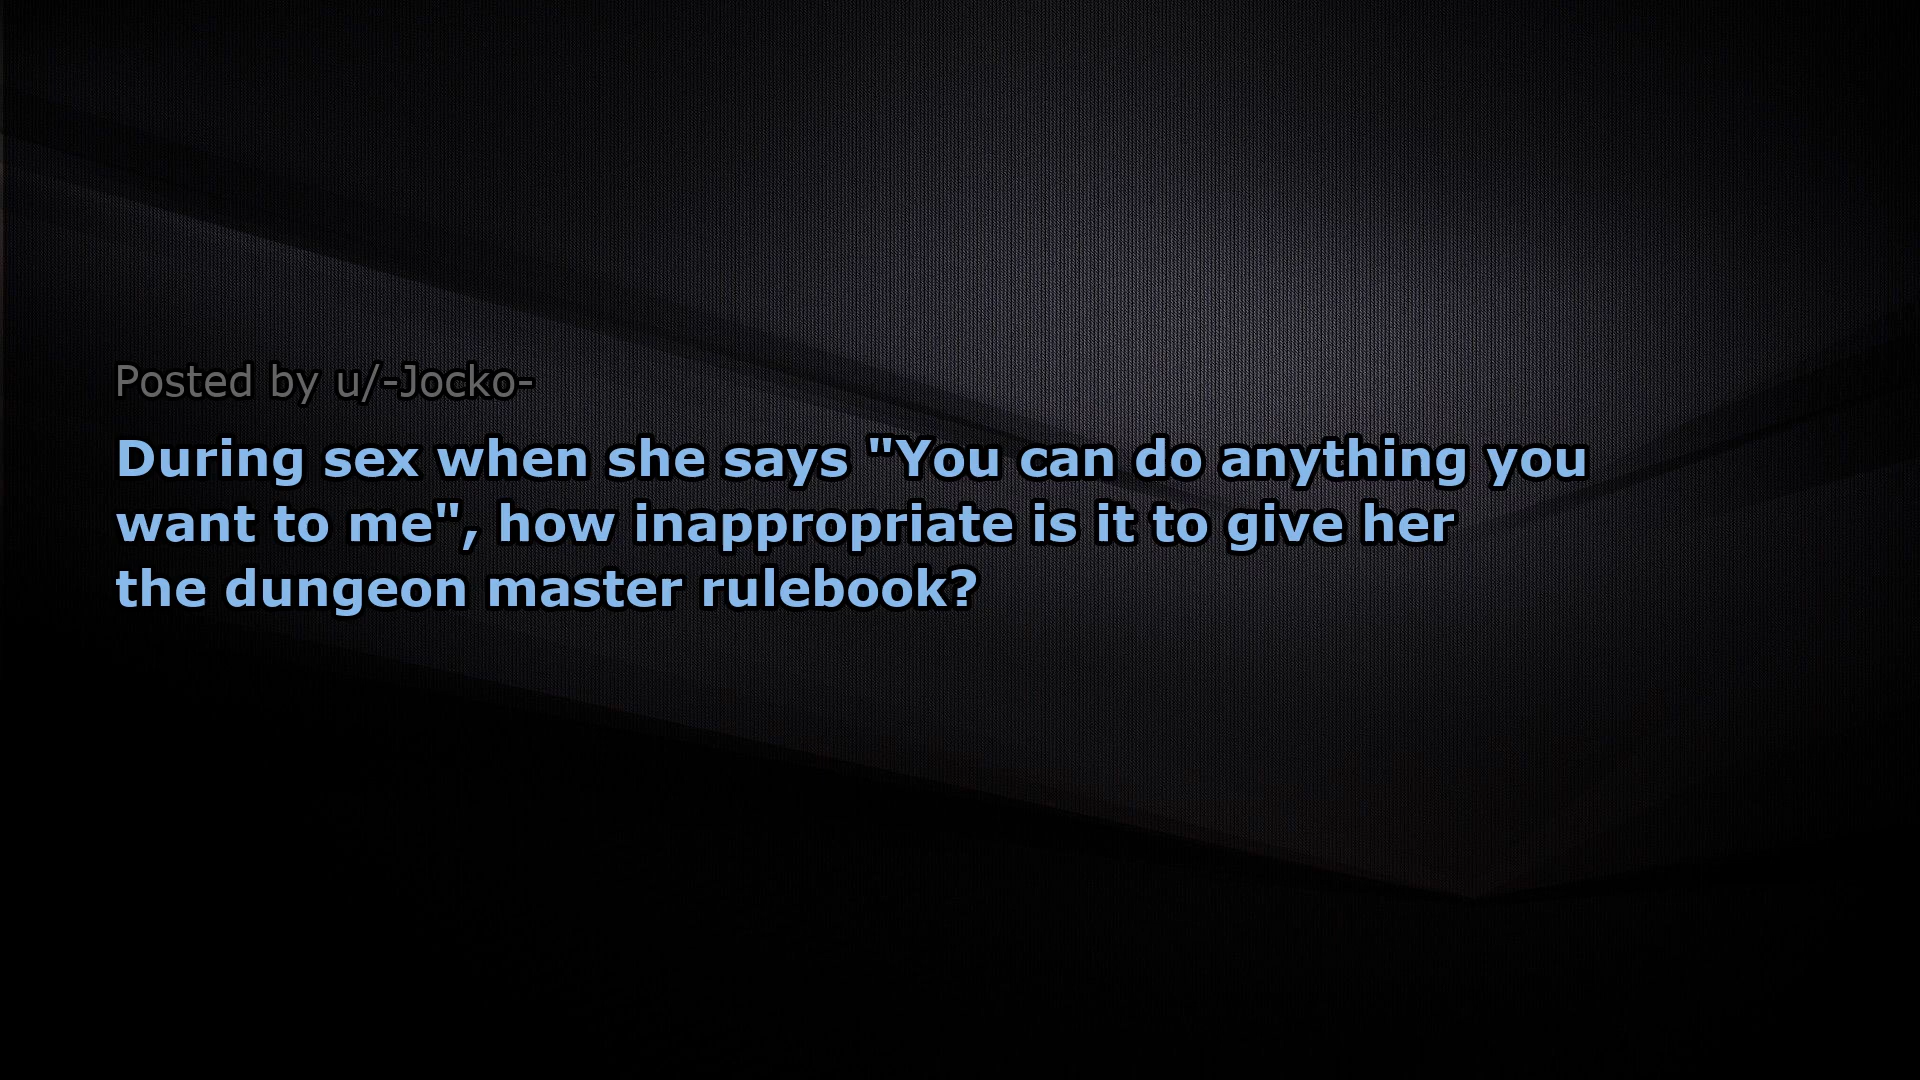 Posted by u/-Jocko-
During sex when she says "You can do anything you
want to me", how inappropriate is it to give her
the dungeon master rulebook?